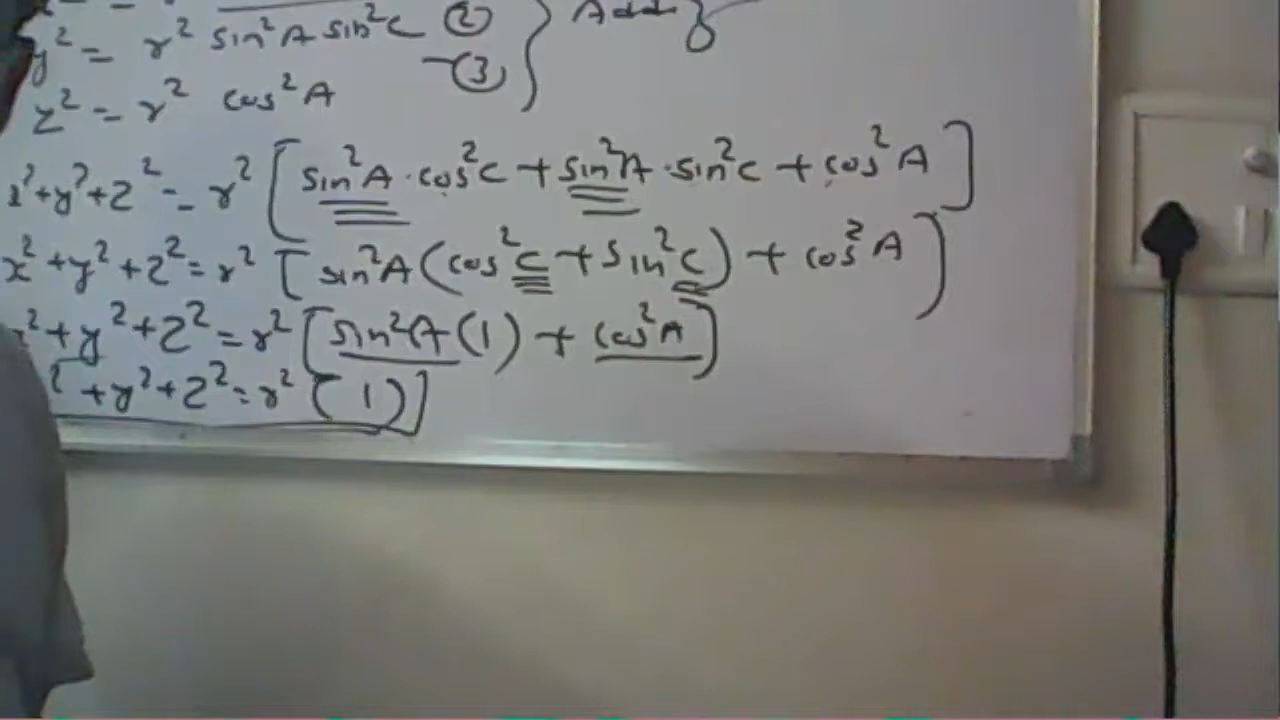 y² = r² sin²A sin²C ② } Adding
—③
z² = r² cos²A
x²+y²+z² = r² [sin²A·cos²C + sin²A·sin²C + cos²A]
x²+y²+z² = r² [sin²A(cos²C + sin²C) + cos²A)
x²+y²+z² = r² [sin²A(1) + cos²A]
²+y²+z² = r² (1)]